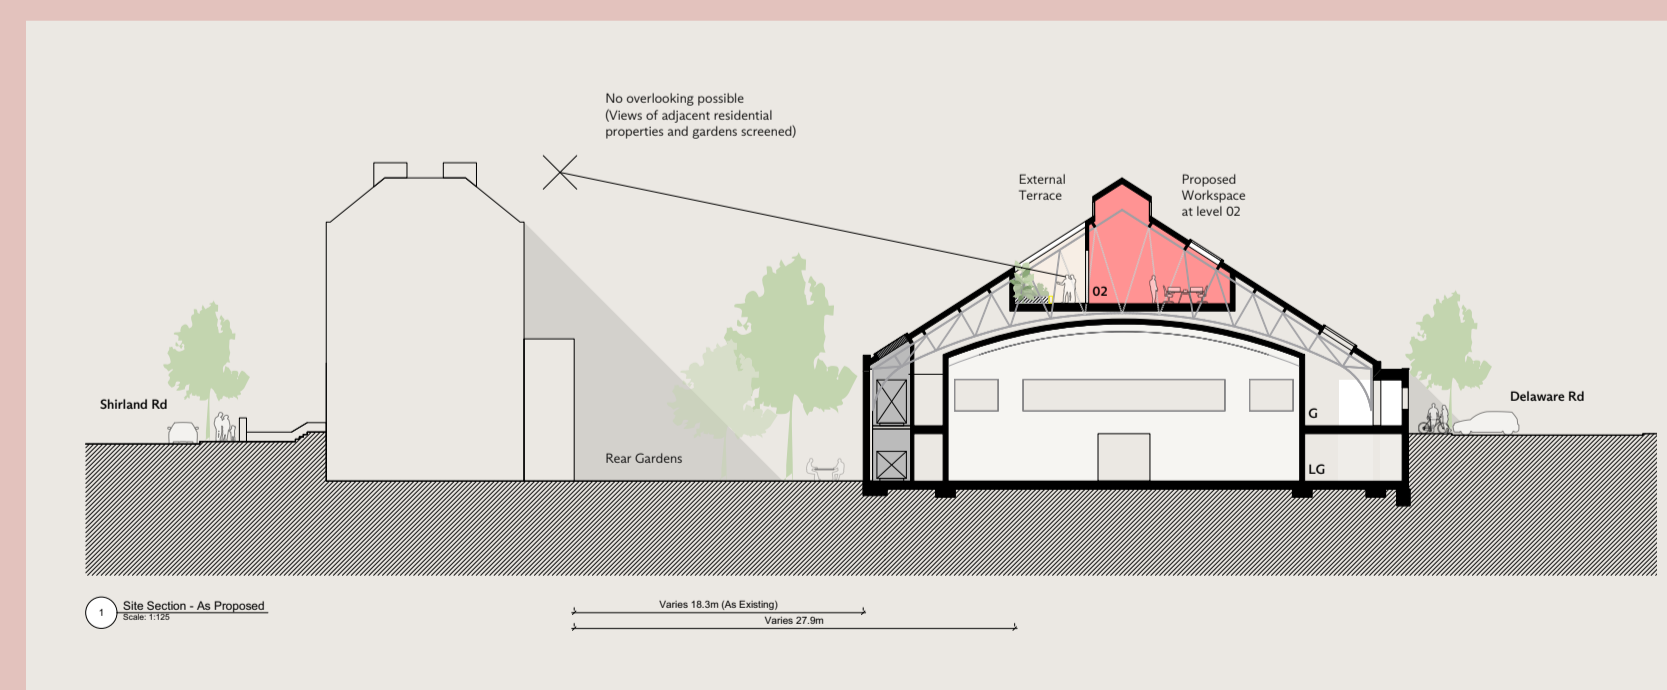 No overlooking possible
(Views of adjacent residential
properties and gardens screened)
External
Terrace
Proposed
Workspace
at level 02
02
Shirland Rd
Delaware Rd
G
Rear Gardens
LG
1
Site Section - As Proposed
Scale: 1:125
Varies 18.3m (As Existing)
Varies 27.9m